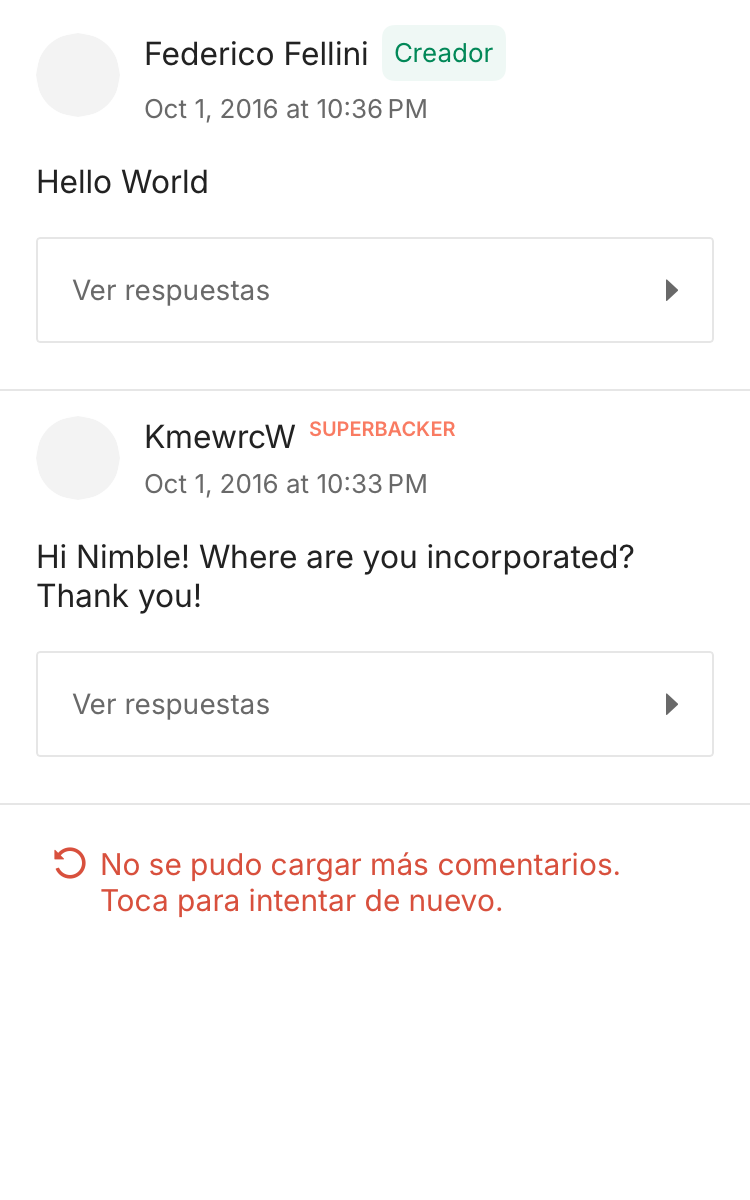 Federico Fellini Creador
Oct 1, 2016 at 10:36 PM
Hello World
Ver respuestas
KmewrcW SUPERBACKER
Oct 1, 2016 at 10:33 PM
Hi Nimble! Where are you incorporated?
Thank you!
Ver respuestas
No se pudo cargar más comentarios.
Toca para intentar de nuevo.